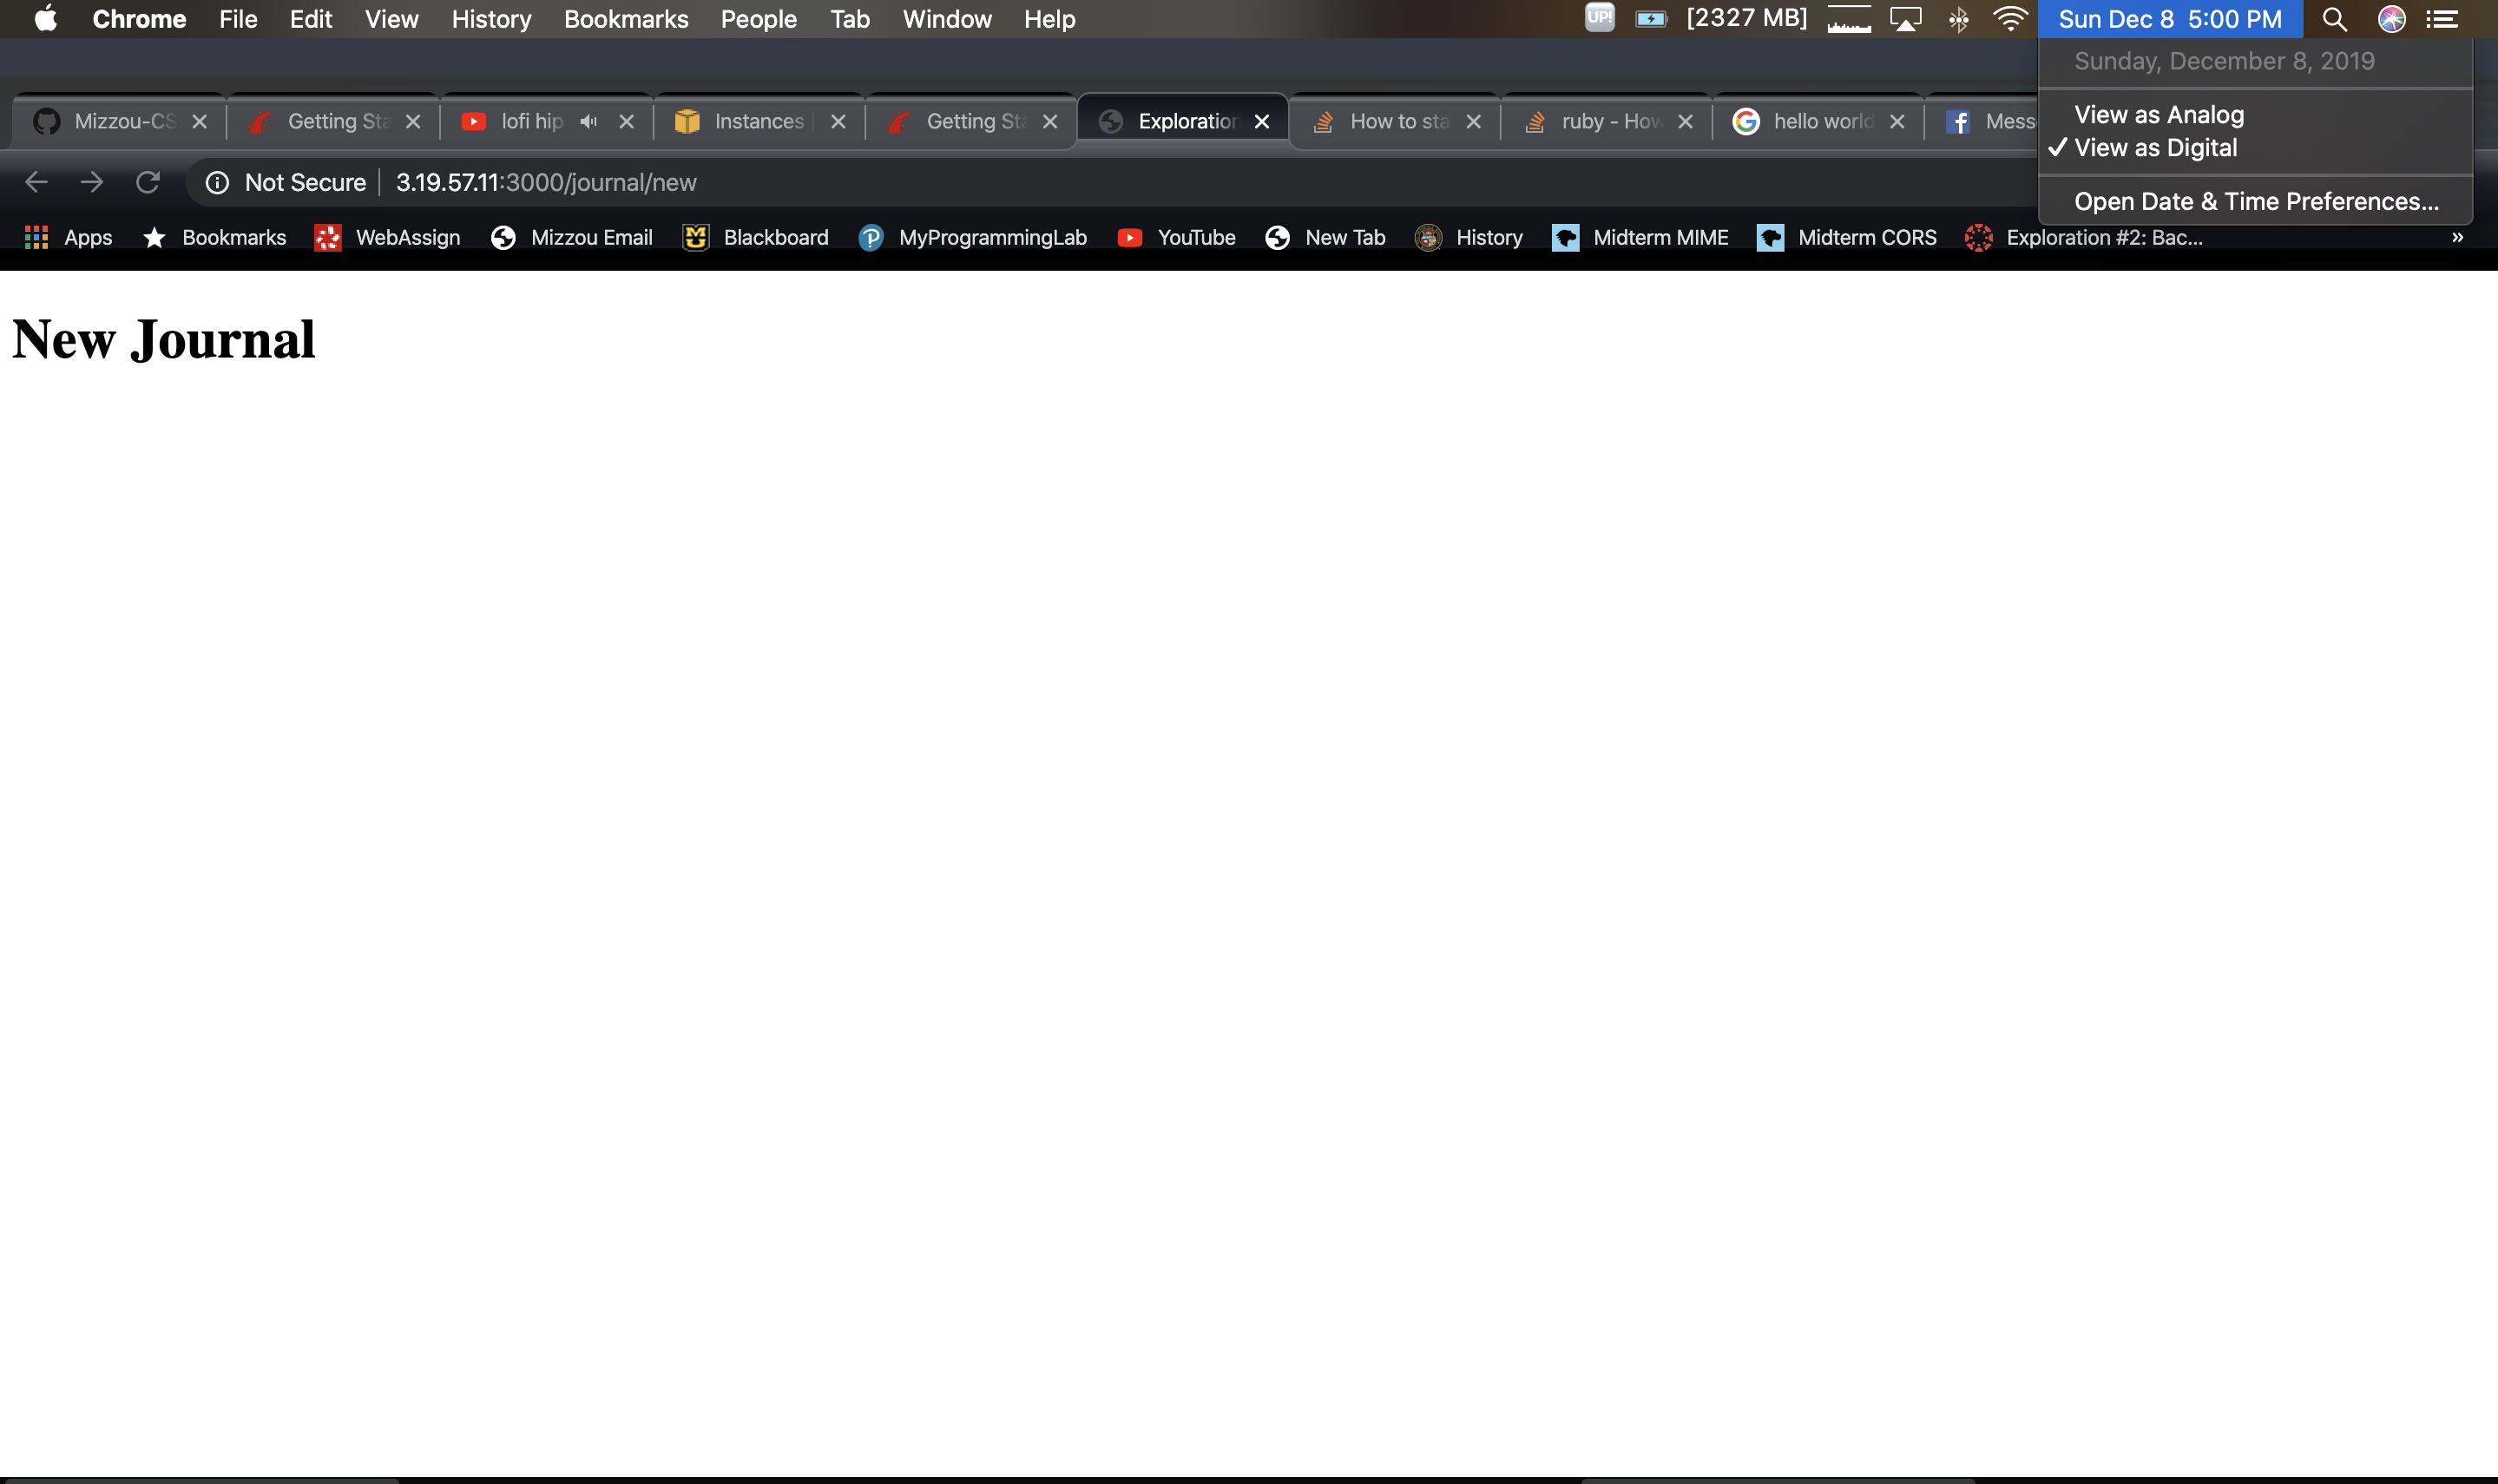 Chrome File Edit View History Bookmarks People Tab Window Help UP! [2327 MB] Sun Dec 8 5:00 PM
Sunday, December 8, 2019
View as Analog
✓ View as Digital
Open Date & Time Preferences...
Mizzou-CS Getting Sta lofi hip Instances Getting Sta Exploration How to sta ruby - How hello world Mess
Not Secure | 3.19.57.11:3000/journal/new
Apps Bookmarks WebAssign Mizzou Email Blackboard MyProgrammingLab YouTube New Tab History Midterm MIME Midterm CORS Exploration #2: Bac... »
New Journal